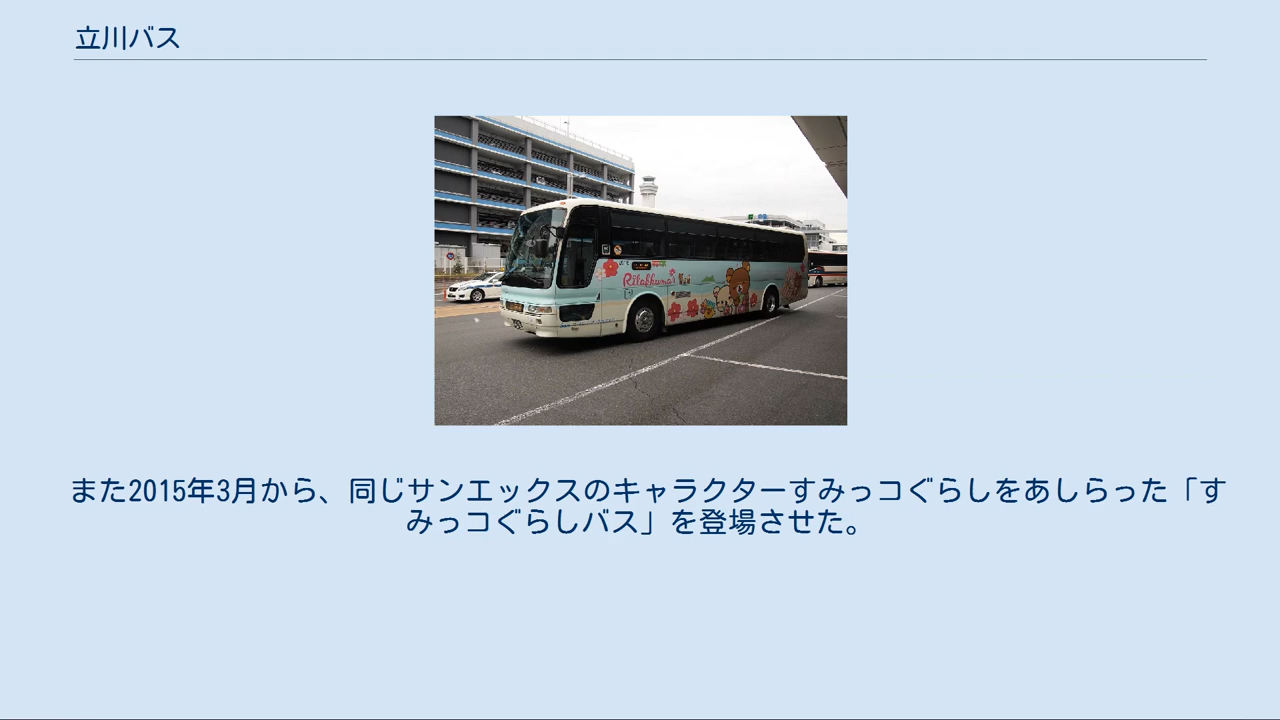 立川バス
Rilakkuma
また2015年3月から、同じサンエックスのキャラクターすみっコぐらしをあしらった「す
みっコぐらしバス」を登場させた。